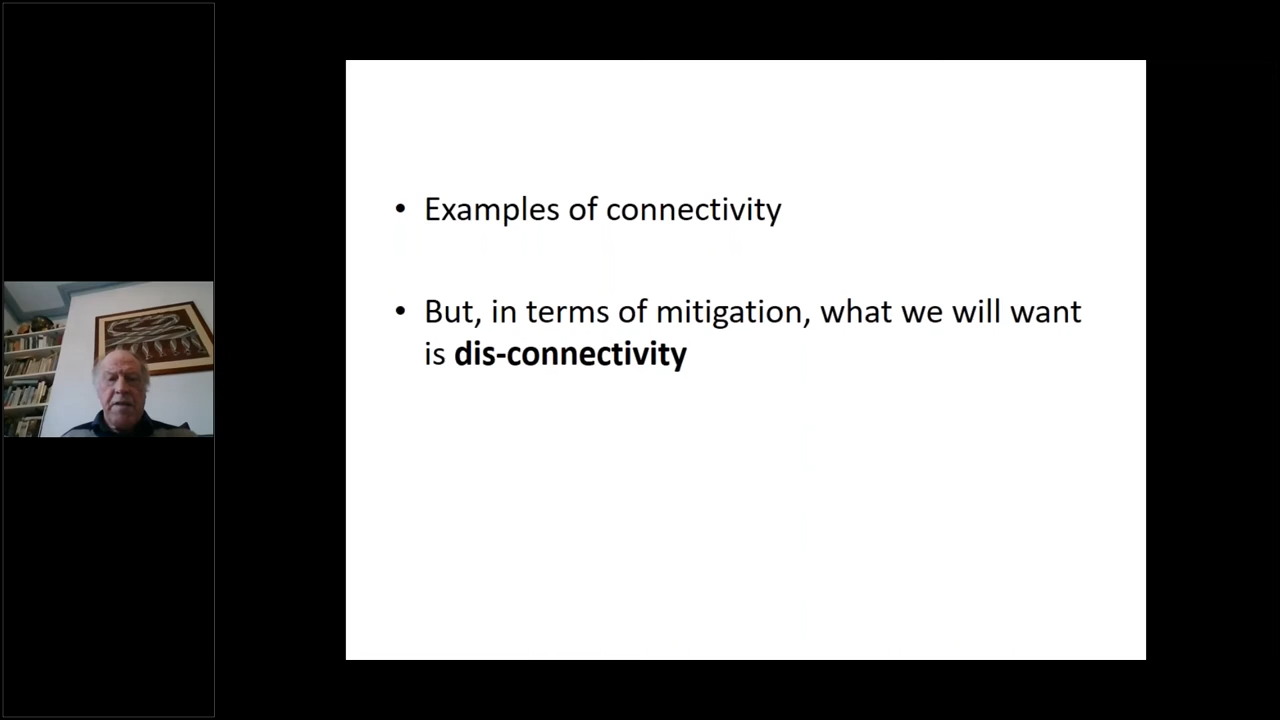 • Examples of connectivity
• But, in terms of mitigation, what we will want
is dis-connectivity